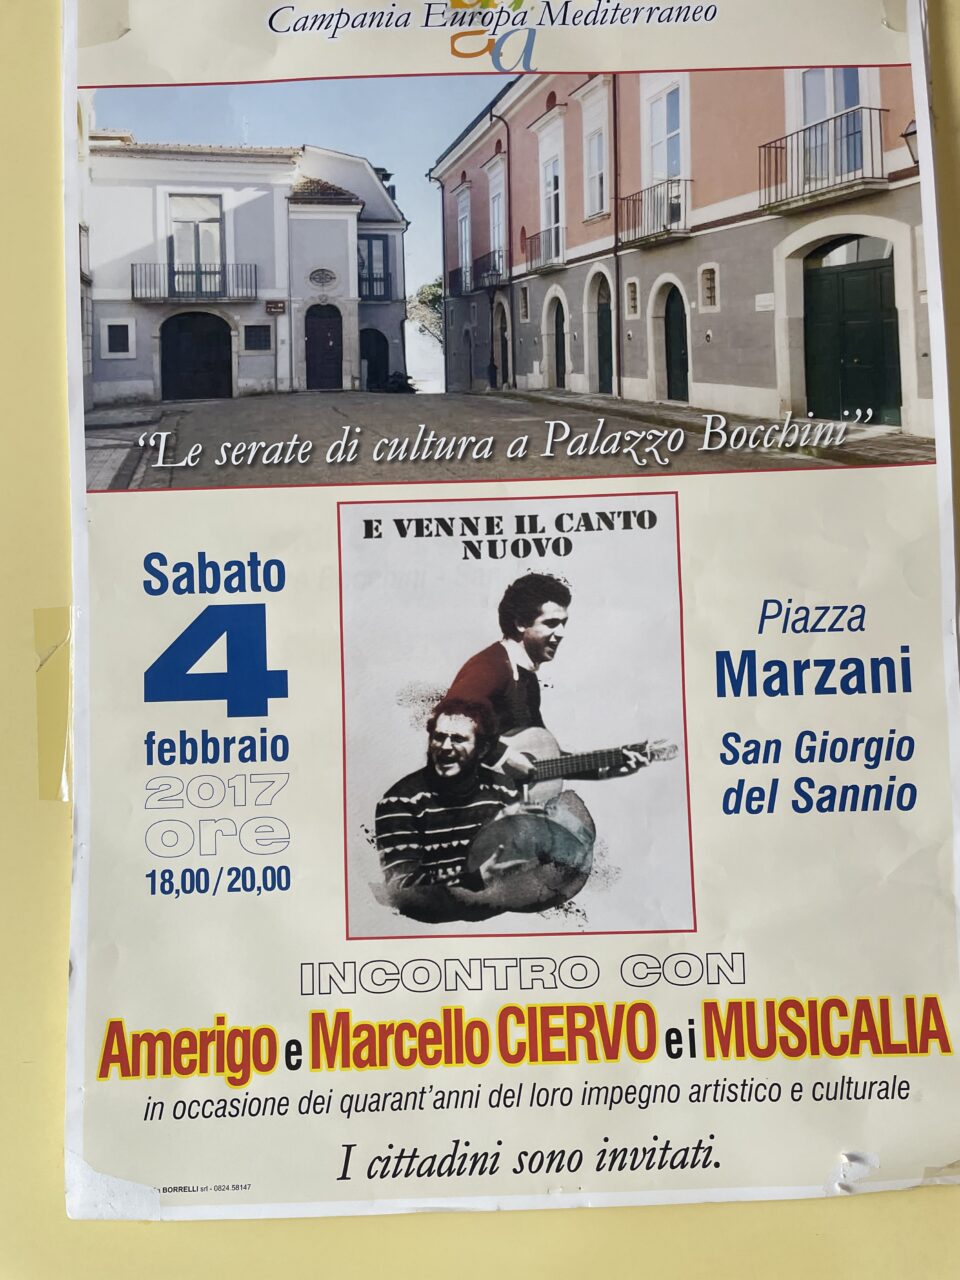 Campania Europa Mediterraneo
"Le serate di cultura a Palazzo Bocchini"
E VENNE IL CANTO
NUOVO
Sabato
4
febbraio
2017
ore
18,00/20,00
Piazza
Marzani
San Giorgio
del Sannio
INCONTRO CON
Amerigo e Marcello CIERVO e i MUSICALIA
in occasione dei quarant'anni del loro impegno artistico e culturale
I cittadini sono invitati.
BORRELLI srl - 0824.58147